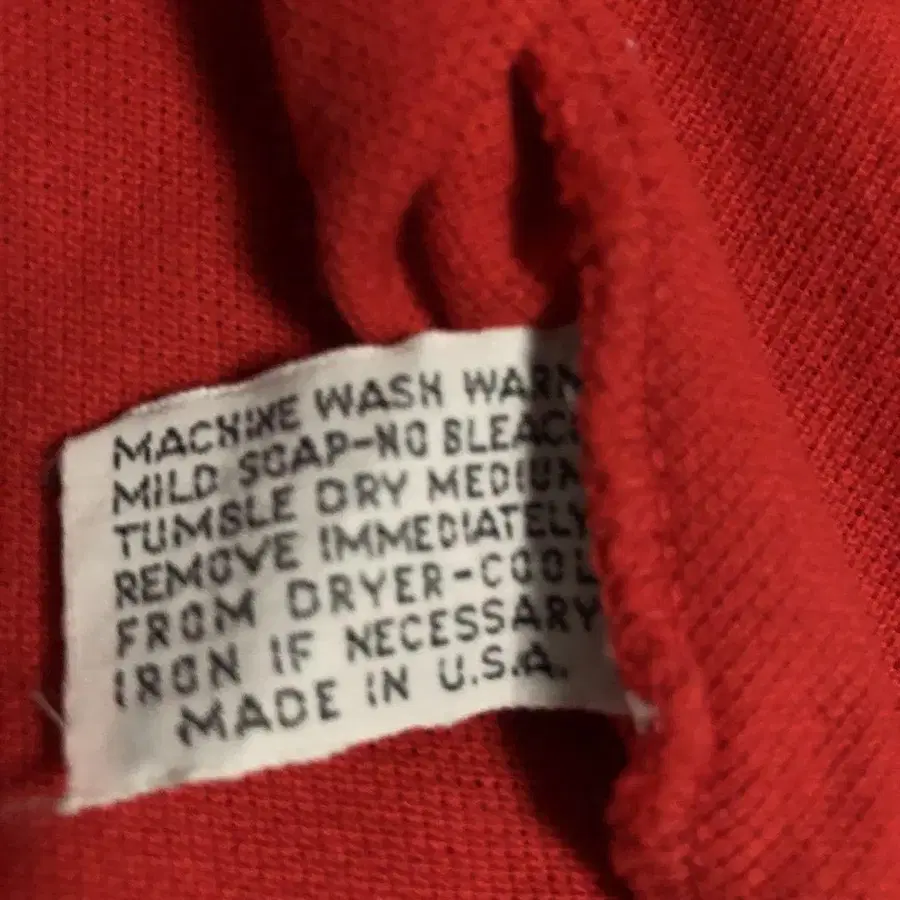 MACHINE WASH WARM
MILD SOAP-NO BLEACH
TUMBLE DRY MEDIUM
REMOVE IMMEDIATELY
FROM DRYER-COOL
IRON IF NECESSARY
MADE IN U.S.A.